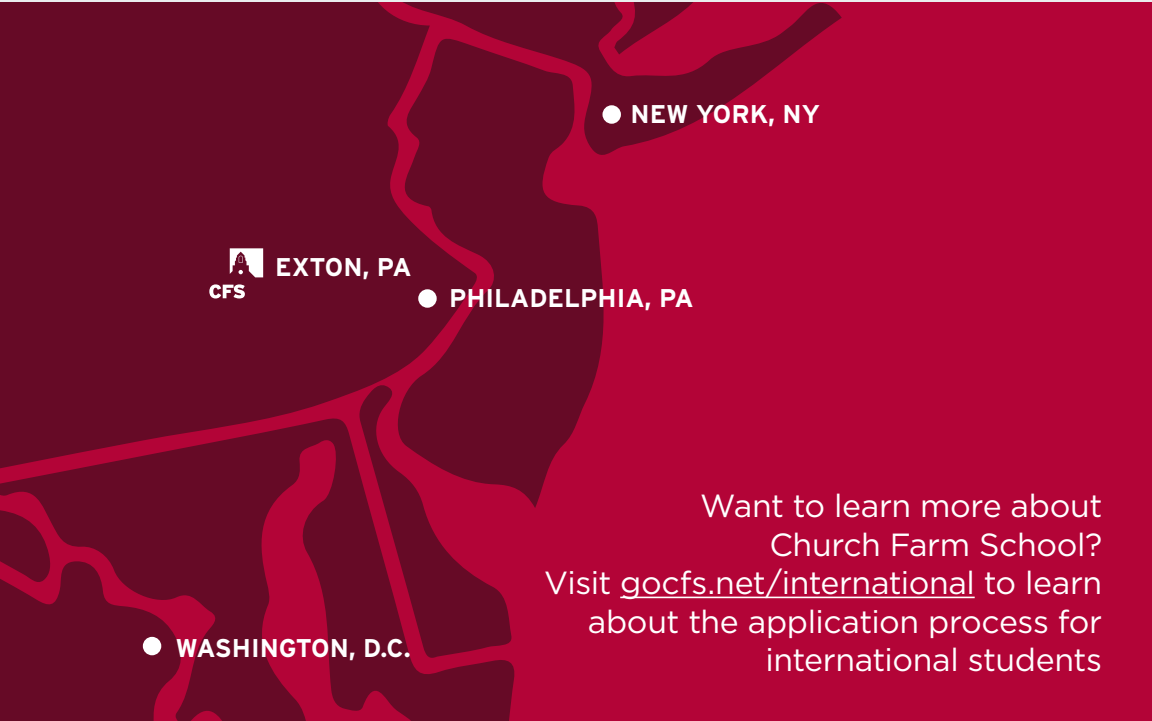 NEW YORK, NY
EXTON, PA
CFS
PHILADELPHIA, PA
Want to learn more about
Church Farm School?
Visit gocfs.net/international to learn
about the application process for
international students
WASHINGTON, D.C.